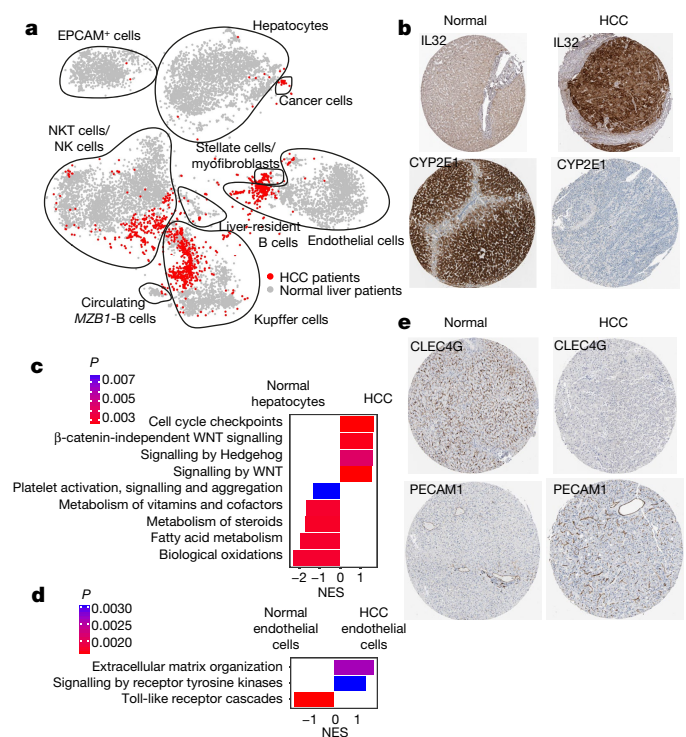 a
EPCAM⁺ cells
Hepatocytes
Cancer cells
NKT cells/
NK cells
Stellate cells/
myofibroblasts
Liver-resident
B cells
Endothelial cells
HCC patients
Normal liver patients
Circulating
MZB1-B cells
Kupffer cells
b
Normal
HCC
IL32
IL32
CYP2E1
CYP2E1
c
P
0.007
0.005
0.003
Normal
hepatocytes
HCC
Cell cycle checkpoints
β-catenin-independent WNT signalling
Signalling by Hedgehog
Signalling by WNT
Platelet activation, signalling and aggregation
Metabolism of vitamins and cofactors
Metabolism of steroids
Fatty acid metabolism
Biological oxidations
−2 −1 0 1
NES
d
P
0.0030
0.0025
0.0020
Normal
endothelial
cells
HCC
endothelial
cells
Extracellular matrix organization
Signalling by receptor tyrosine kinases
Toll-like receptor cascades
−1 0 1
NES
e
Normal
HCC
CLEC4G
CLEC4G
PECAM1
PECAM1